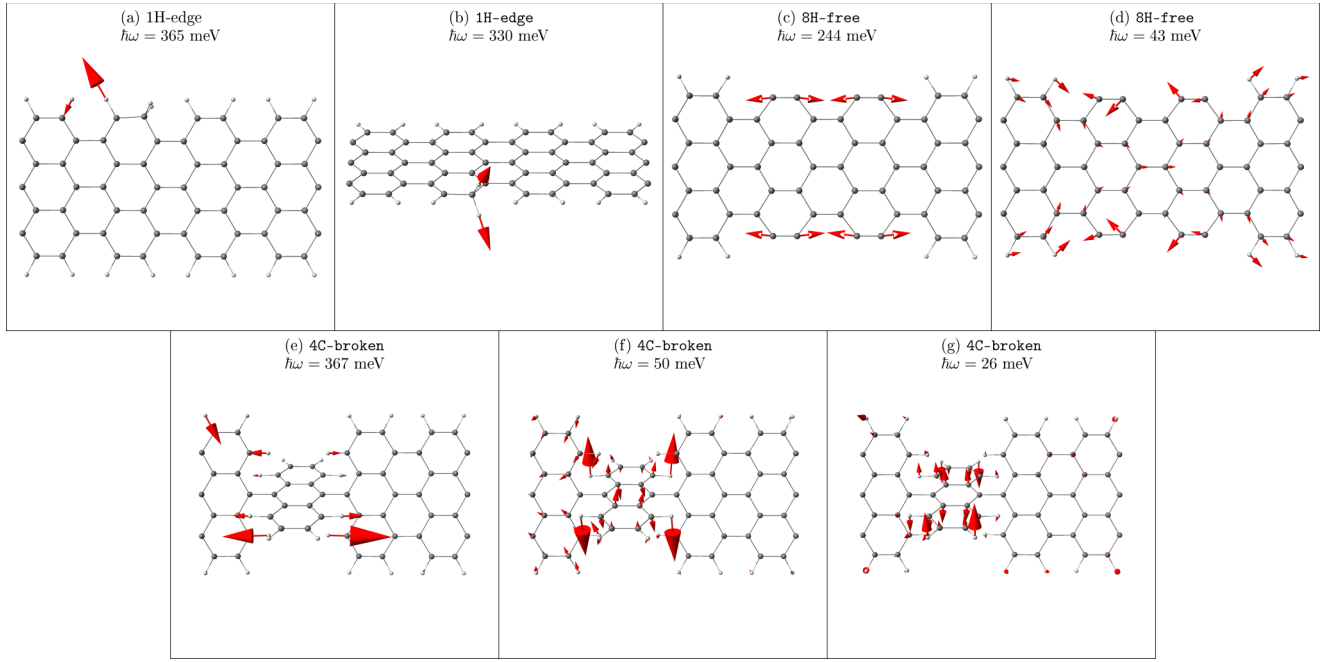 (a) 1H-edge
ℏω = 365 meV
(b) 1H-edge
ℏω = 330 meV
(c) 8H-free
ℏω = 244 meV
(d) 8H-free
ℏω = 43 meV
(e) 4C-broken
ℏω = 367 meV
(f) 4C-broken
ℏω = 50 meV
(g) 4C-broken
ℏω = 26 meV